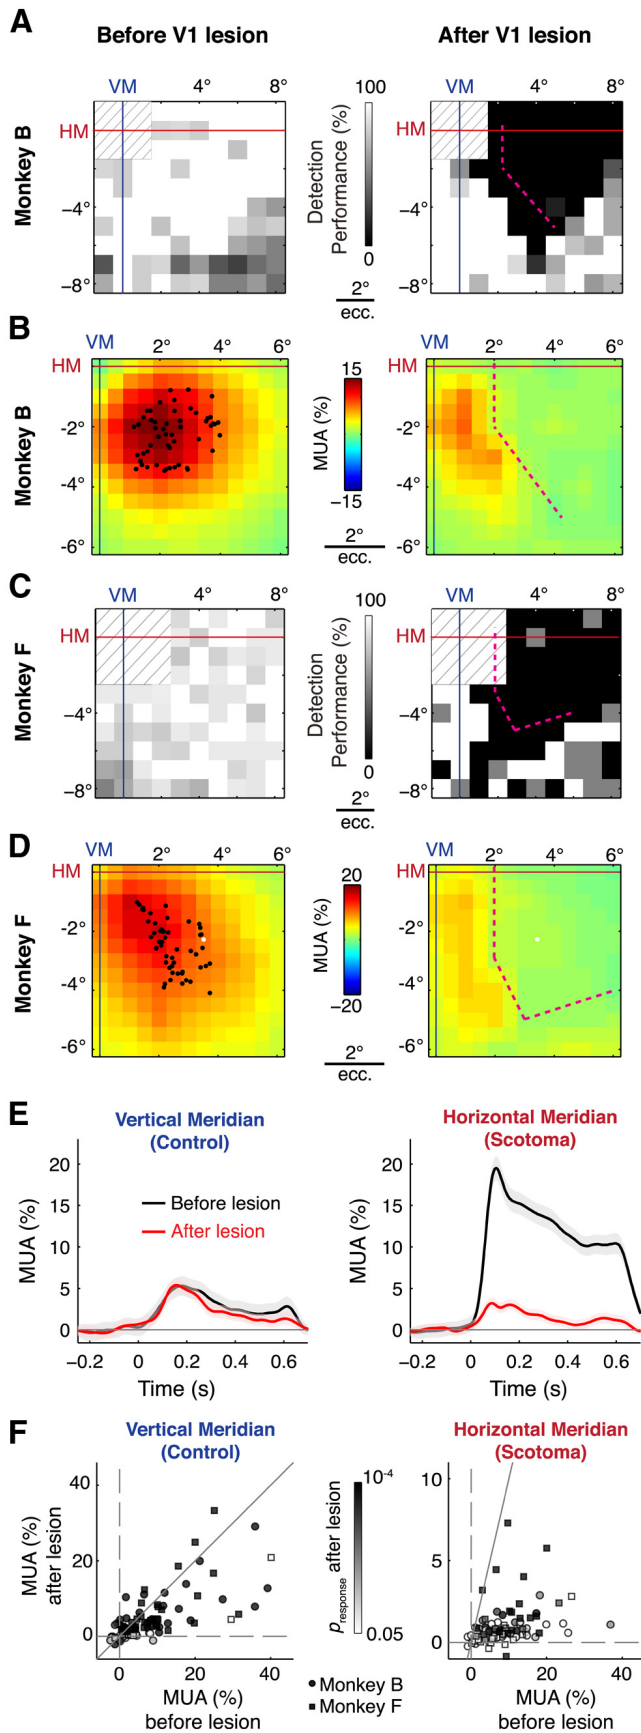 A
Before V1 lesion
After V1 lesion
Monkey B
VM
4°
8°
HM
−4°
−8°
100
Detection
Performance (%)
0
2°
ecc.
VM
4°
8°
HM
−4°
−8°
B
Monkey B
VM
2°
4°
6°
HM
-2°
-4°
-6°
15
MUA (%)
−15
2°
ecc.
VM
2°
4°
6°
HM
-2°
-4°
-6°
C
Monkey F
VM
4°
8°
HM
−4°
−8°
100
Detection
Performance (%)
0
2°
ecc.
VM
4°
8°
HM
−4°
−8°
D
Monkey F
VM
2°
4°
6°
HM
-2°
-4°
-6°
20
MUA (%)
−20
2°
ecc.
VM
2°
4°
6°
HM
-2°
-4°
-6°
E
Vertical Meridian
(Control)
MUA (%)
20
15
10
5
0
Before lesion
After lesion
−0.2
0
0.2
0.4
0.6
Time (s)
Horizontal Meridian
(Scotoma)
MUA (%)
20
15
10
5
0
−0.2
0
0.2
0.4
0.6
Time (s)
F
Vertical Meridian
(Control)
MUA (%)
after lesion
40
20
0
0
20
40
MUA (%)
before lesion
10-4
p response after lesion
0.05
Monkey B
Monkey F
Horizontal Meridian
(Scotoma)
10
5
0
0
20
40
MUA (%)
before lesion